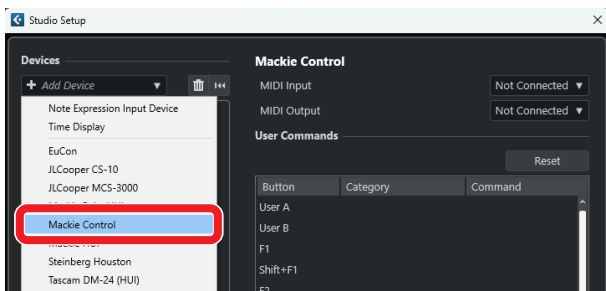 Studio Setup
Devices
+ Add Device
Note Expression Input Device
Time Display
EuCon
JLCooper CS-10
JLCooper MCS-3000
Mackie Control
Steinberg Houston
Tascam DM-24 (HUI)
Mackie Control
MIDI Input
Not Connected
MIDI Output
Not Connected
User Commands
Reset
Button Category Command
User A
User B
F1
Shift+F1
F2